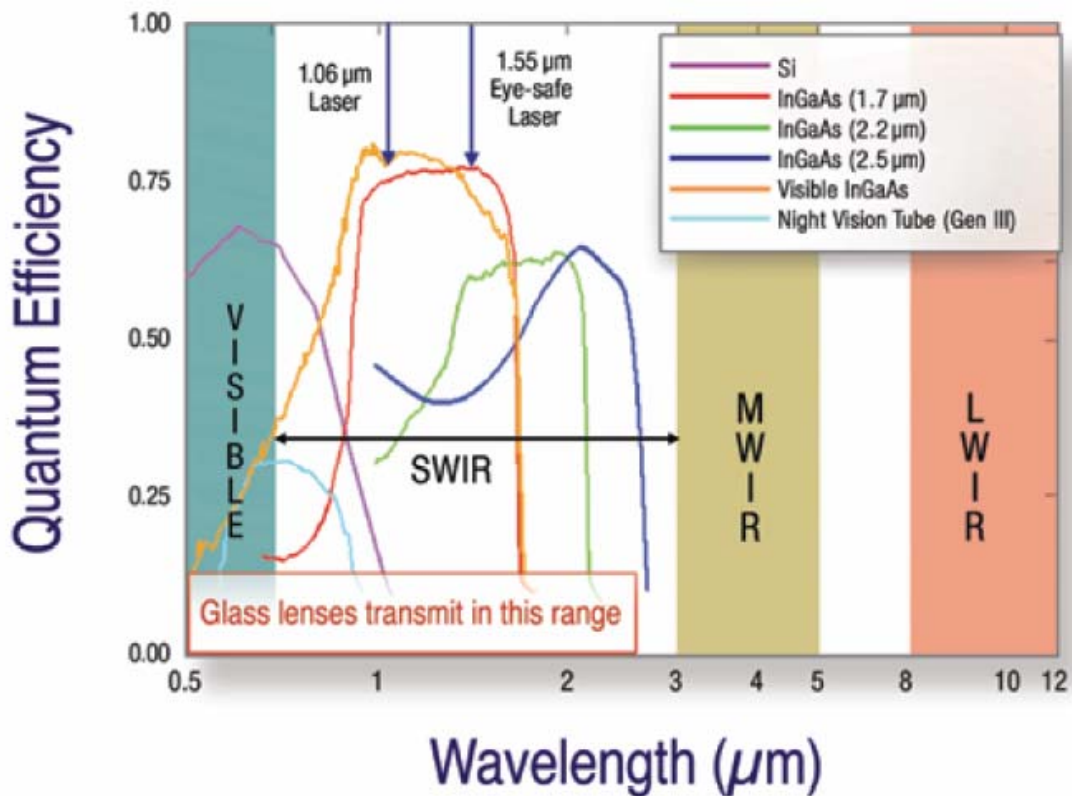 Quantum Efficiency
1.00
0.75
0.50
0.25
0.00
1.06 µm
Laser
1.55 µm
Eye-safe
Laser
Si
InGaAs (1.7 µm)
InGaAs (2.2 µm)
InGaAs (2.5 µm)
Visible InGaAs
Night Vision Tube (Gen III)
VISIBLE
SWIR
MWIR
LWIR
Glass lenses transmit in this range
0.5 1 2 3 4 5 8 10 12
Wavelength (µm)